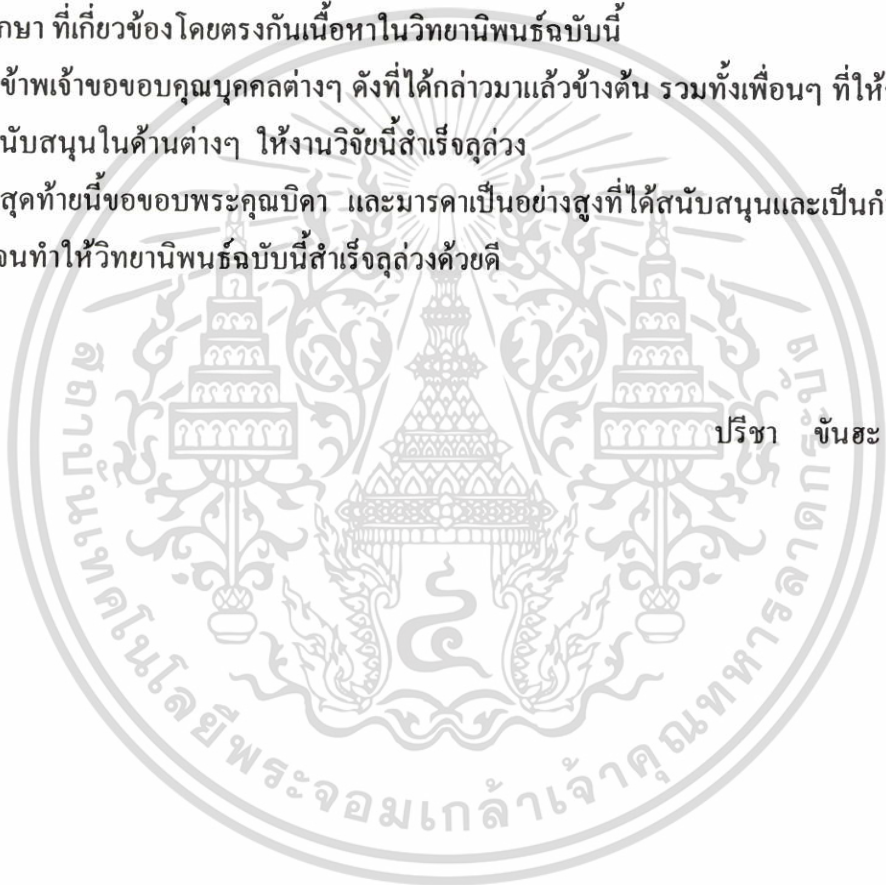 กษา ที่เกี่ยวข้องโดยตรงกันเนื้อหาในวิทยานิพนธ์ฉบับนี้
ข้าพเจ้าขอขอบคุณบุคคลต่างๆ ดังที่ได้กล่าวมาแล้วข้างต้น รวมทั้งเพื่อนๆ ที่ให้
นับสนุนในด้านต่างๆ ให้งานวิจัยนี้สำเร็จลุล่วง
สุดท้ายนี้ขอขอบพระคุณบิดา และมารดาเป็นอย่างสูงที่ได้สนับสนุนและเป็นกำ
จนทำให้วิทยานิพนธ์ฉบับนี้สำเร็จลุล่วงด้วยดี
ปรีชา ขันฮะ
สถาบันเทคโนโลยีพระจอมเกล้าเจ้าคุณทหารลาดกระบัง